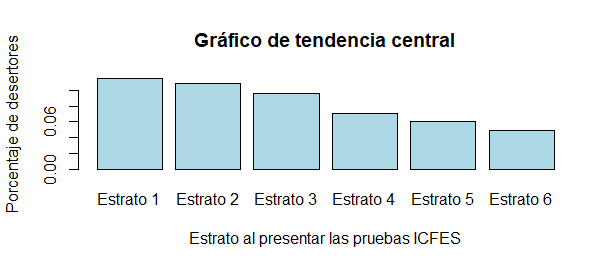 Gráfico de tendencia central
Porcentaje de desertores
0.06
0.00
Estrato 1 Estrato 2 Estrato 3 Estrato 4 Estrato 5 Estrato 6
Estrato al presentar las pruebas ICFES